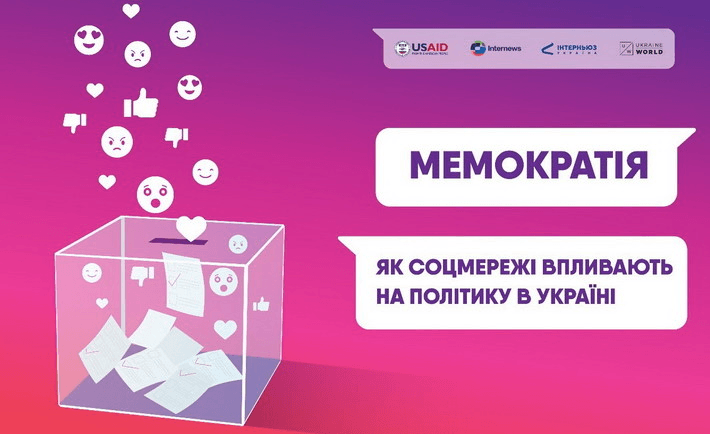 USAID
Internews
ІНТЕРНЬЮЗ
УКРАЇНА
UKRAINE
WORLD
МЕМОКРАТІЯ
ЯК СОЦМЕРЕЖІ ВПЛИВАЮТЬ
НА ПОЛІТИКУ В УКРАЇНІ